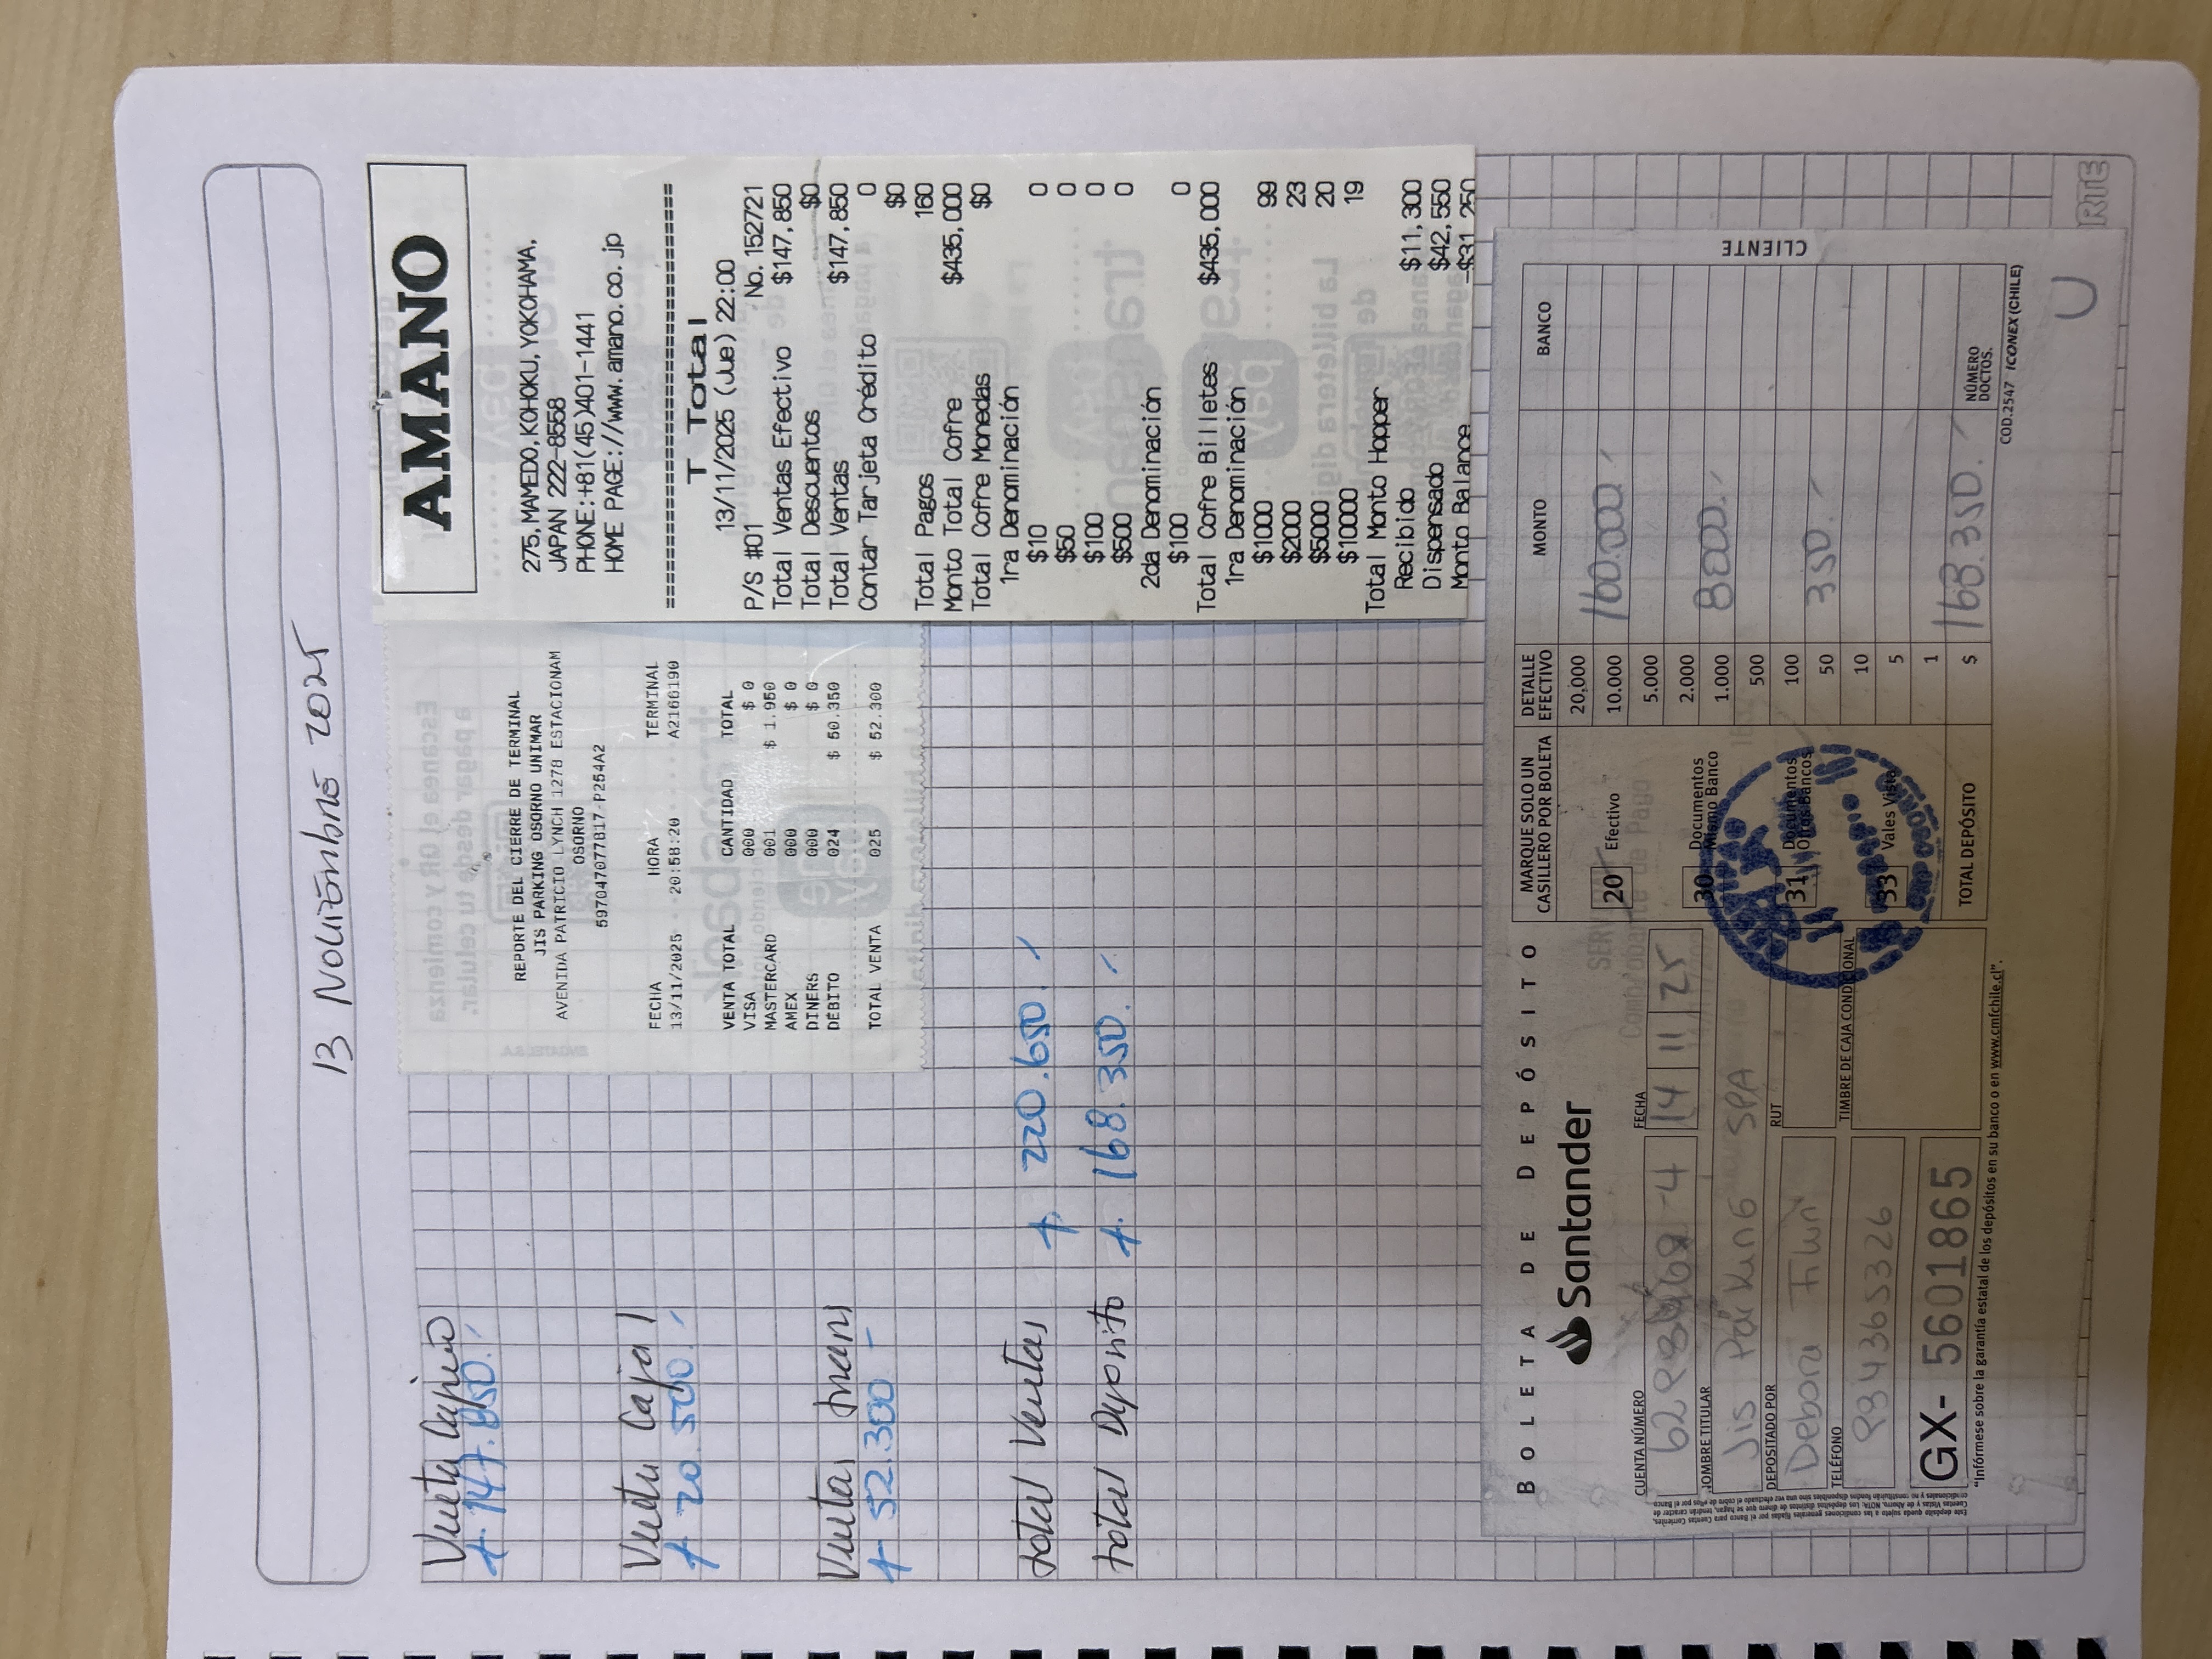 13 Noviembre 2025
Venta Cajero
+ 147.850.-
Venta Caja 1
+ 20.500.-
Ventas
+ 52.300 -
total Ventas + 220.650.-
total Deposito +. 168.350.-
REPORTE DEL CIERRE DE TERMINAL
JIS PARKING OSORNO UNIMAR
AVENIDA PATRICIO LYNCH 1278 ESTACIONAM
OSORNO
597047077817-P254A2
FECHA HORA TERMINAL
13/11/2025 20:58:20 A2166190
VENTA TOTAL CANTIDAD TOTAL
VISA 000 $ 0
MASTERCARD 001 $ 1.950
AMEX 000 $ 0
DINERS 000 $ 0
DEBITO 024 $ 50.350
TOTAL VENTA 025 $ 52.300
AMANO
275, MAMEDO, KOHOKU, YOKOHAMA,
JAPAN 222-8558
PHONE:+81(45)401-1441
HOME PAGE://www.amano.co.jp
================================
T Total
13/11/2025 (Jue) 22:00
P/S #01 No. 152721
Total Ventas Efectivo $147,850
Total Descuentos $0
Total Ventas $147,850
Contar Tarjeta Crédito 0
$0
Total Pagos 160
Monto Total Cofre $435,000
Total Cofre Monedas $0
1ra Denominación
$10 0
$50 0
$100 0
$500 0
2da Denominación
$100 0
Total Cofre Billetes $435,000
1ra Denominación
$1000 99
$2000 23
$5000 20
$10000 19
Total Monto Hopper
Recibido $11,300
Dispensado $42,550
Monto Balance -$31,250
BOLETA DE DEPÓSITO
Santander
CUENTA NÚMERO
FECHA
14 11 25
NOMBRE TITULAR
Jis Parking SPA
DEPOSITADO POR
RUT
Debora
TELÉFONO
TIMBRE DE CAJA CONDICIONAL
GX- 5601865
"Infórmese sobre la garantía estatal de los depósitos en su banco o en www.cmfchile.cl".
MARQUE SOLO UN
CASILLERO POR BOLETA
20 Efectivo
30 Documentos
Mismo Banco
31 Documentos
Otros Bancos
33 Vales Vista
TOTAL DEPÓSITO
DETALLE
EFECTIVO MONTO BANCO
20.000
10.000 160.000.-
5.000
2.000
1.000 8000.-
500
100
50 350.-
10
5
1
$ 168.350.-
NÚMERO
DOCTOS.
COD.2547 ICONEX (CHILE)
CLIENTE